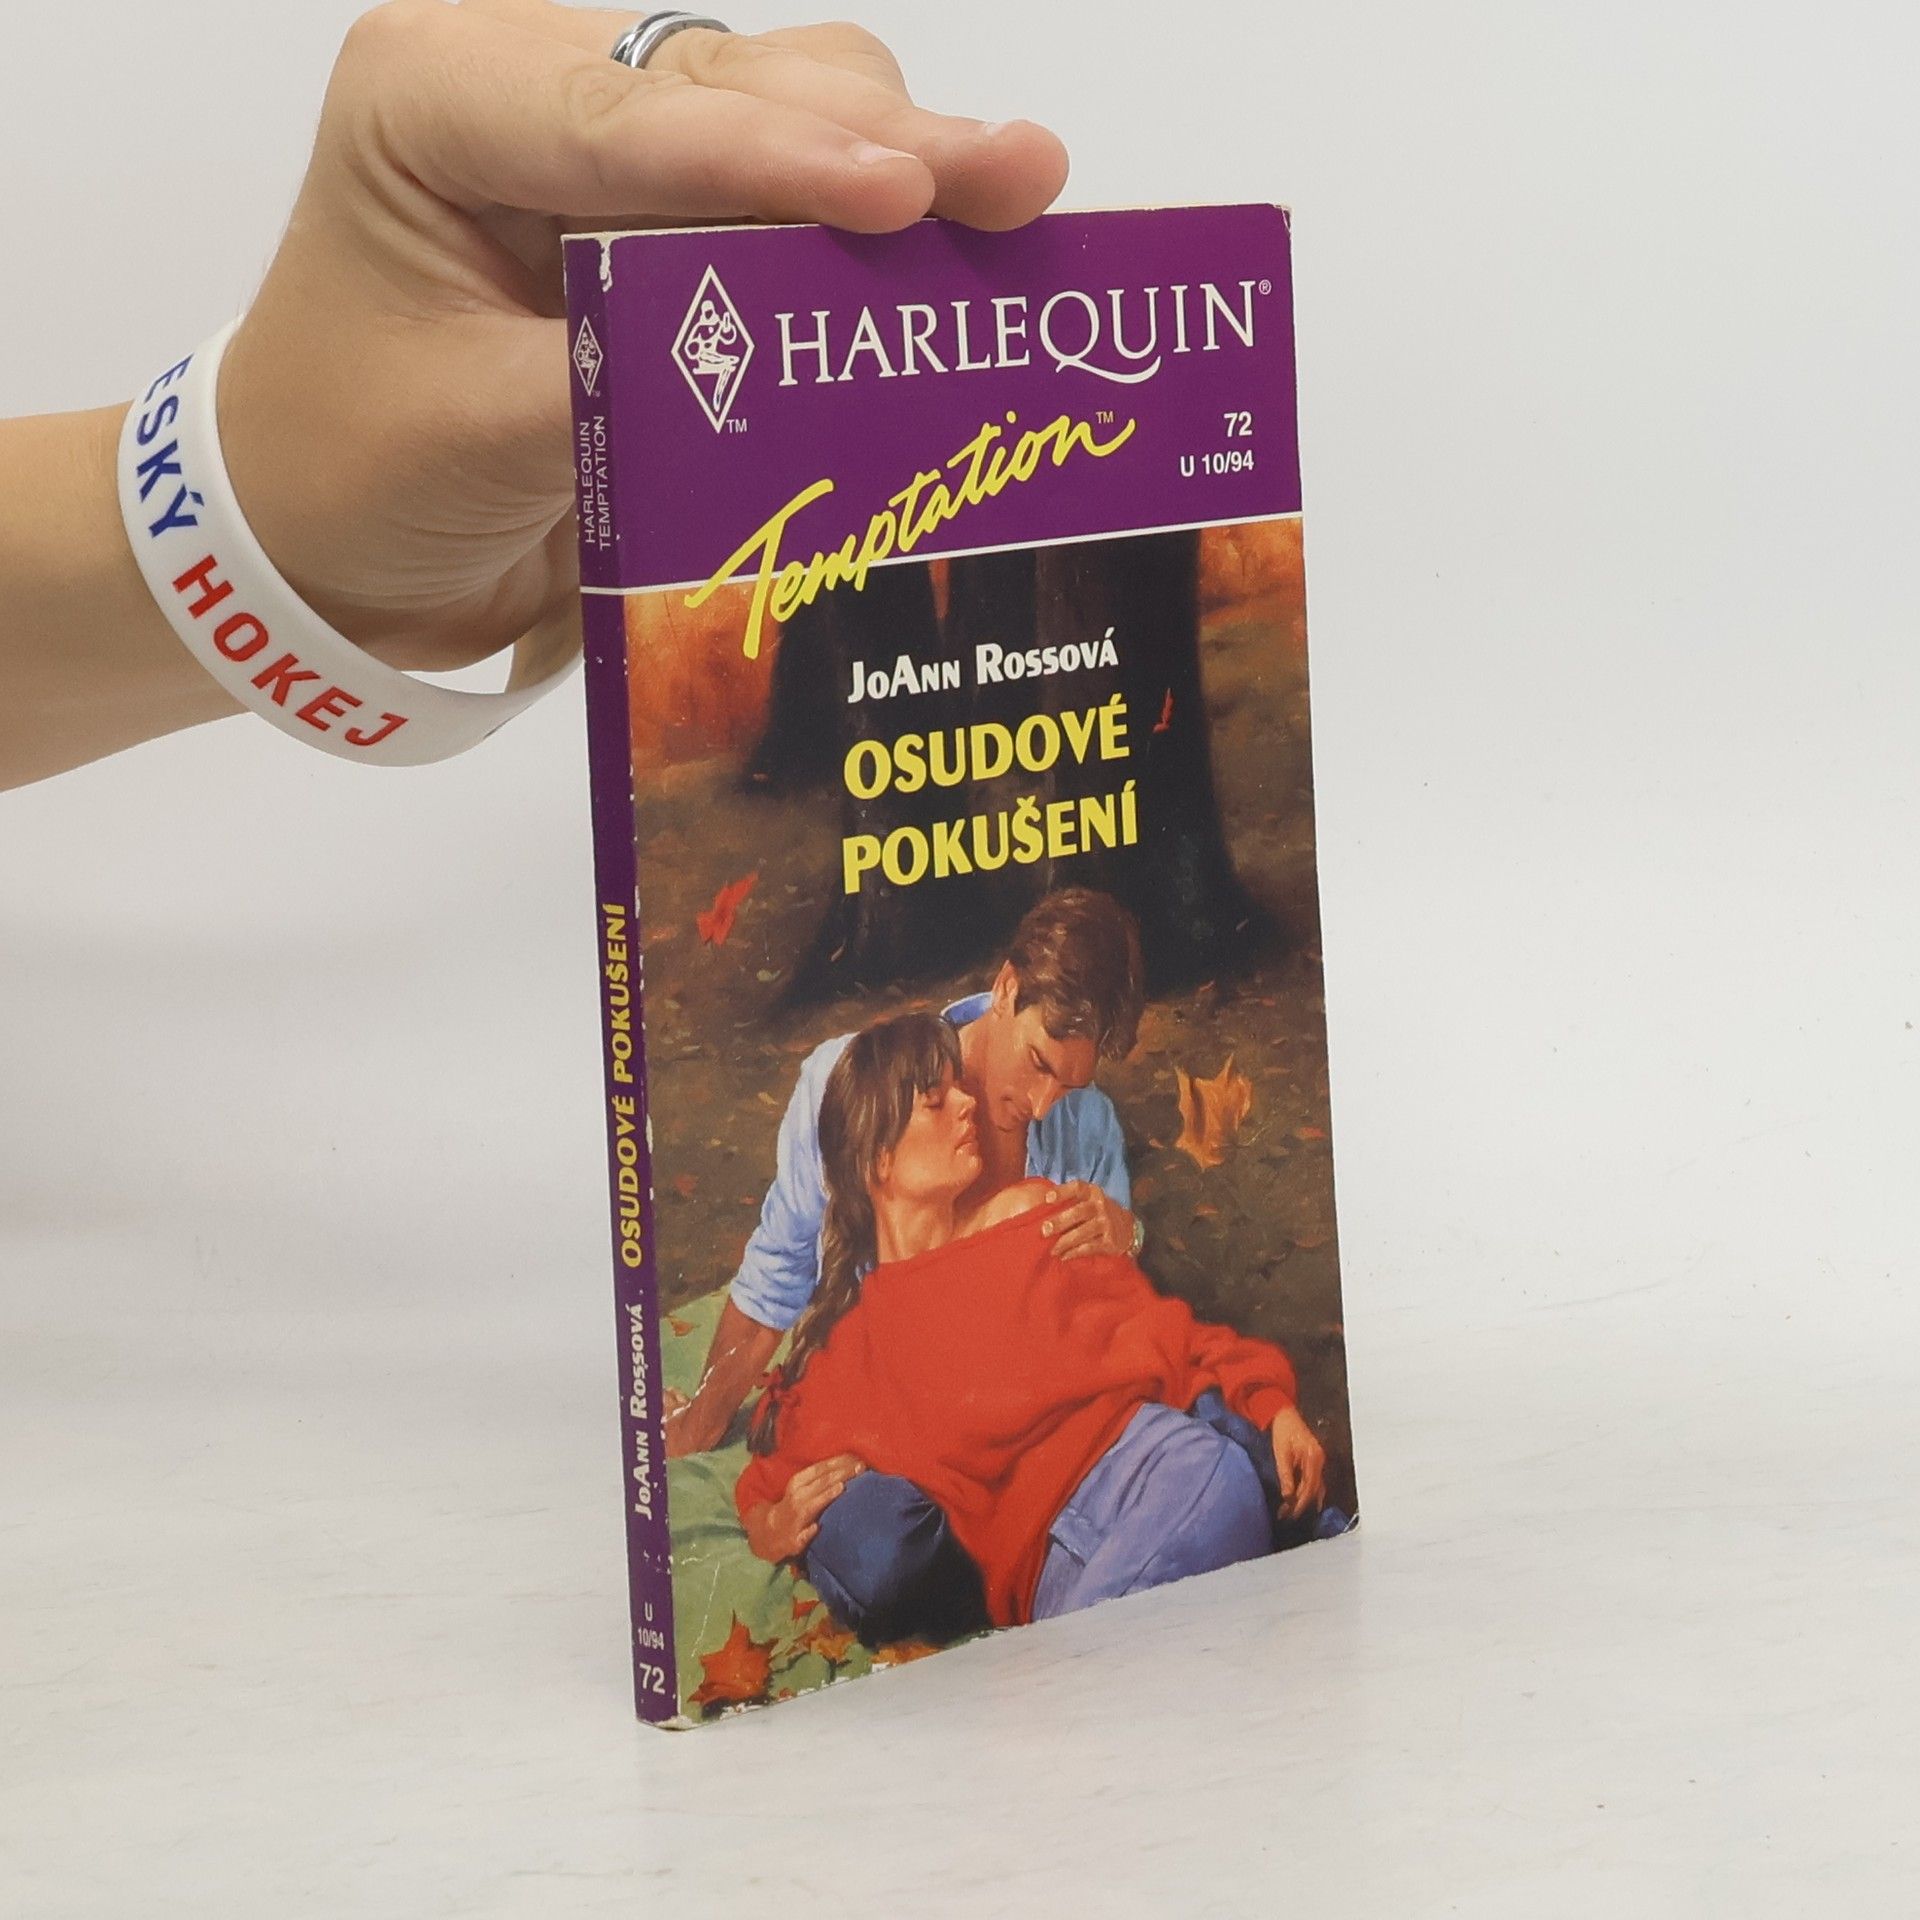 ESKÝ HOKEJ
HARLEQUIN®
TM
Temptation™
72
U 10/94
JoAnn Rossová
OSUDOVÉ
POKUŠENÍ
HARLEQUIN
TEMPTATION
OSUDOVÉ POKUŠENÍ
JoAnn Rossová
U
10/94
72